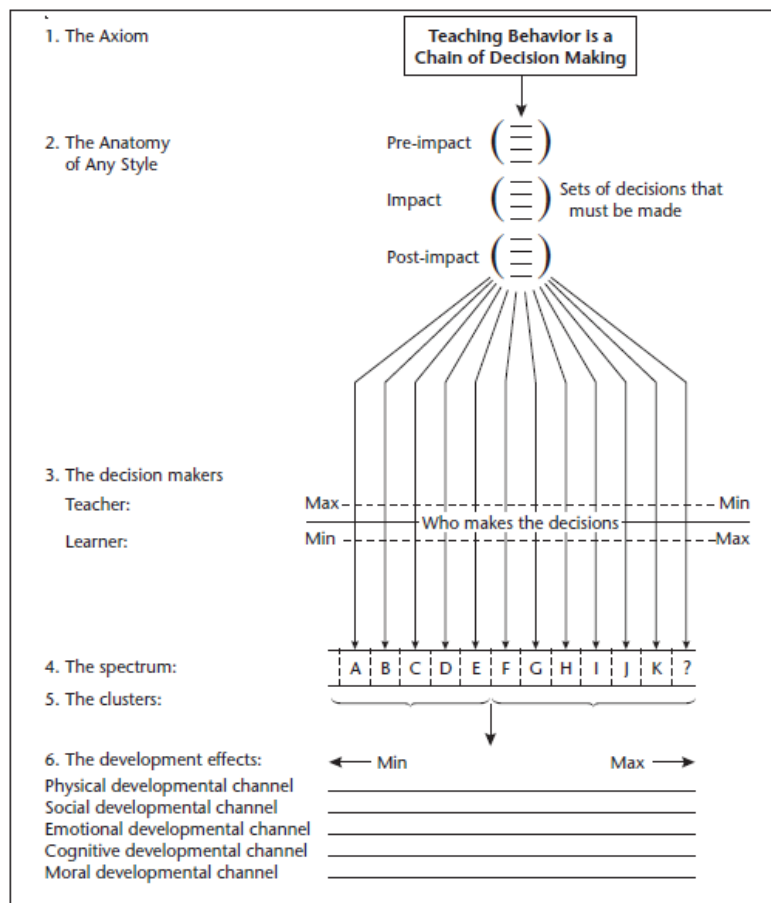 1. The Axiom
Teaching Behavior is a
Chain of Decision Making
2. The Anatomy
of Any Style
Pre-impact
Impact
Sets of decisions that
must be made
Post-impact
3. The decision makers
Teacher:
Max
Min
Who makes the decisions
Learner:
Min
Max
4. The spectrum:
A B C D E F G H I J K ?
5. The clusters:
6. The development effects:
Min
Max
Physical developmental channel
Social developmental channel
Emotional developmental channel
Cognitive developmental channel
Moral developmental channel